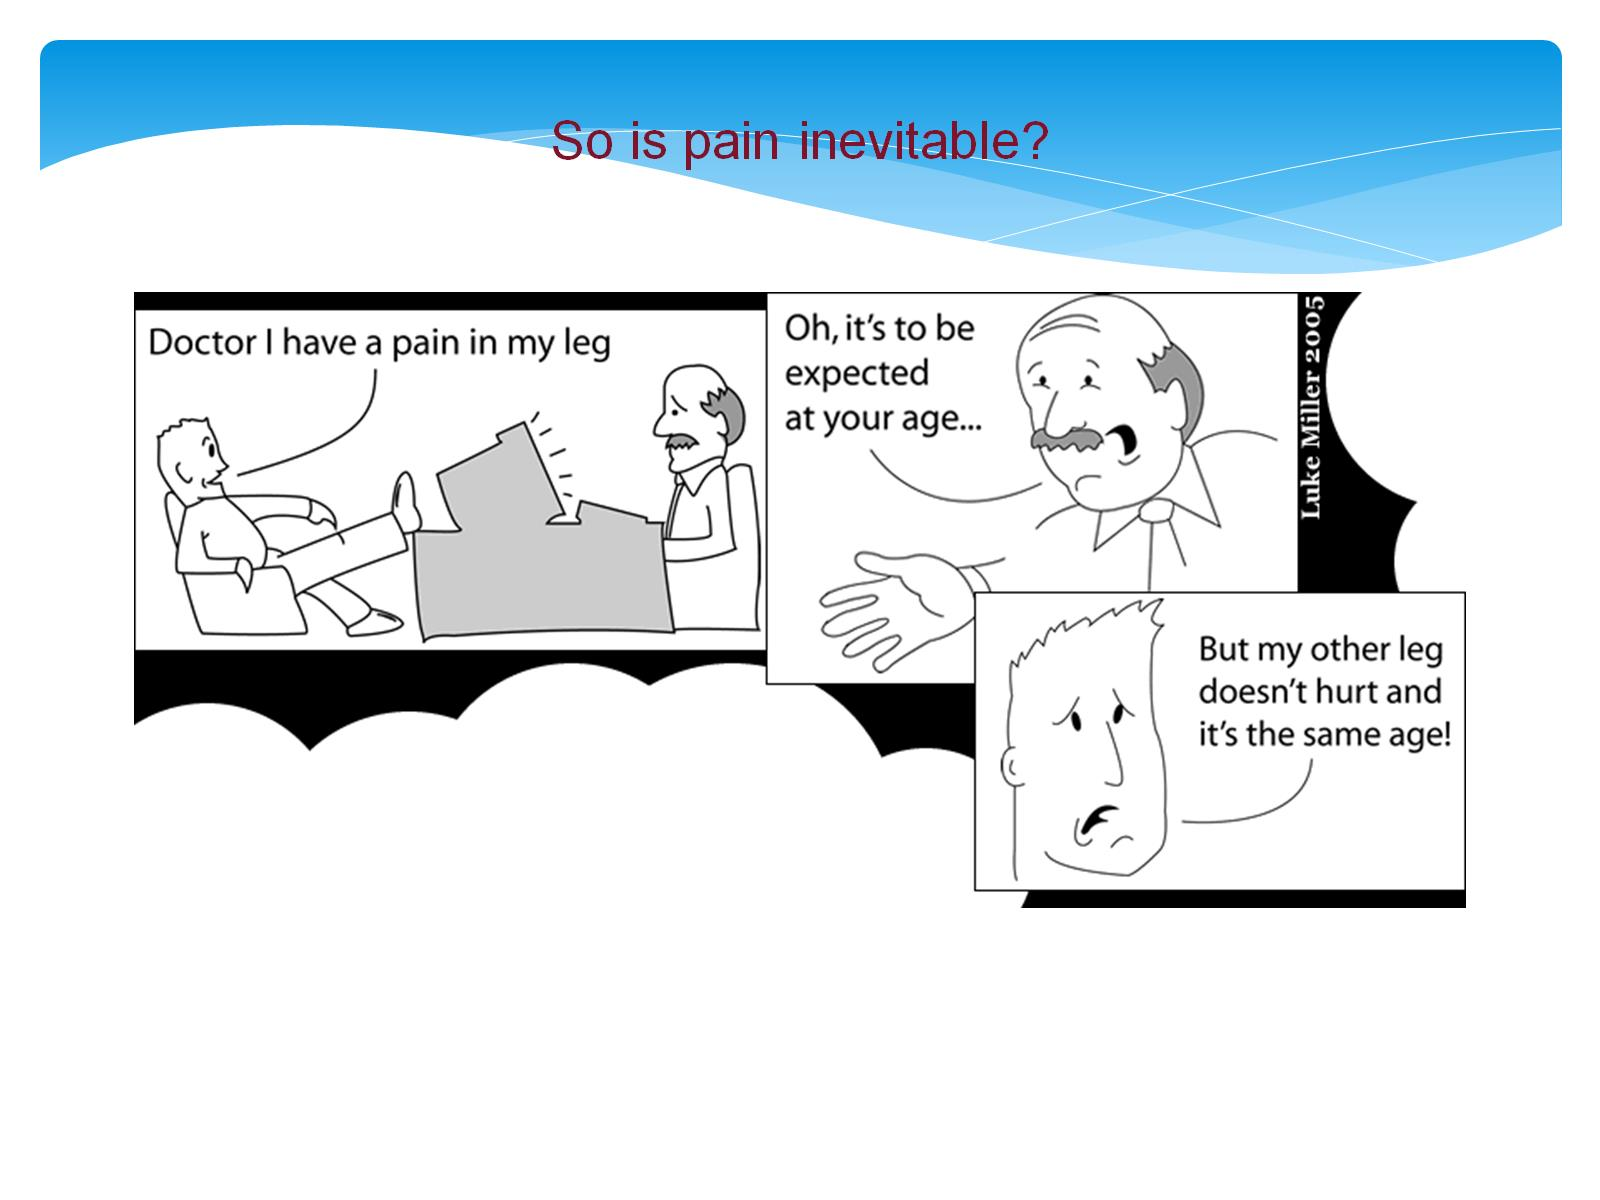 So is pain inevitable?
Doctor I have a pain in my leg
Oh, it's to be
expected
at your age...
Luke Miller 2005
But my other leg
doesn't hurt and
it's the same age!